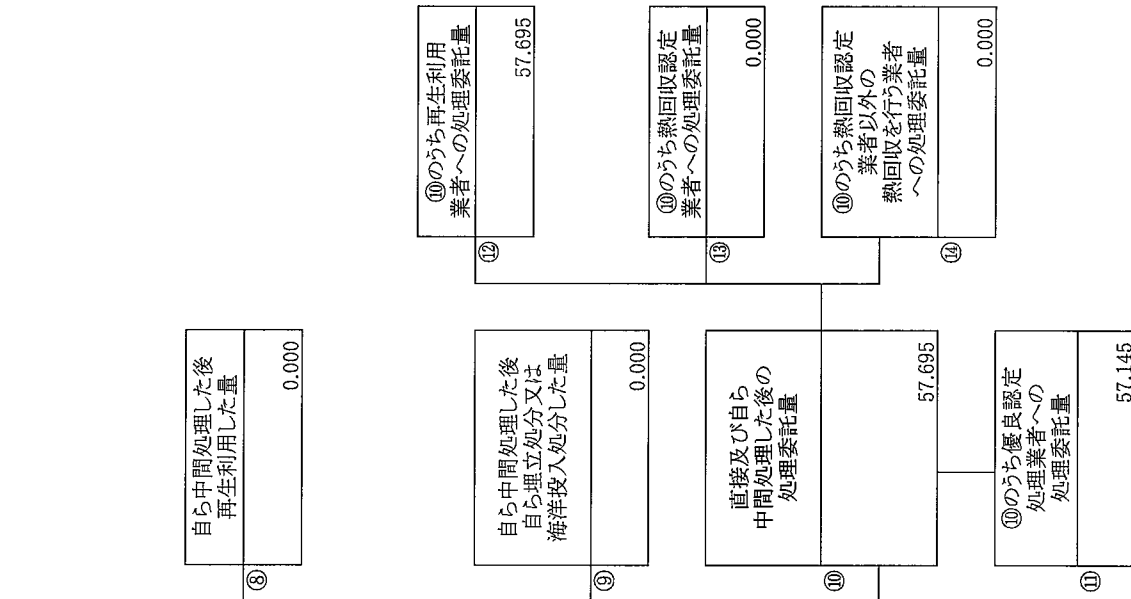 ⑧
自ら中間処理した後
再生利用した量
0.000
⑨
自ら中間処理した後
自ら埋立処分又は
海洋投入処分した量
0.000
⑩
直接及び自ら
中間処理した後の
処理委託量
57.695
⑪
⑩のうち優良認定
処理業者への
処理委託量
57.145
⑫
⑩のうち再生利用
業者への処理委託量
57.695
⑬
⑩のうち熱回収認定
業者への処理委託量
0.000
⑭
⑩のうち熱回収認定
業者以外の
熱回収を行う業者
への処理委託量
0.000